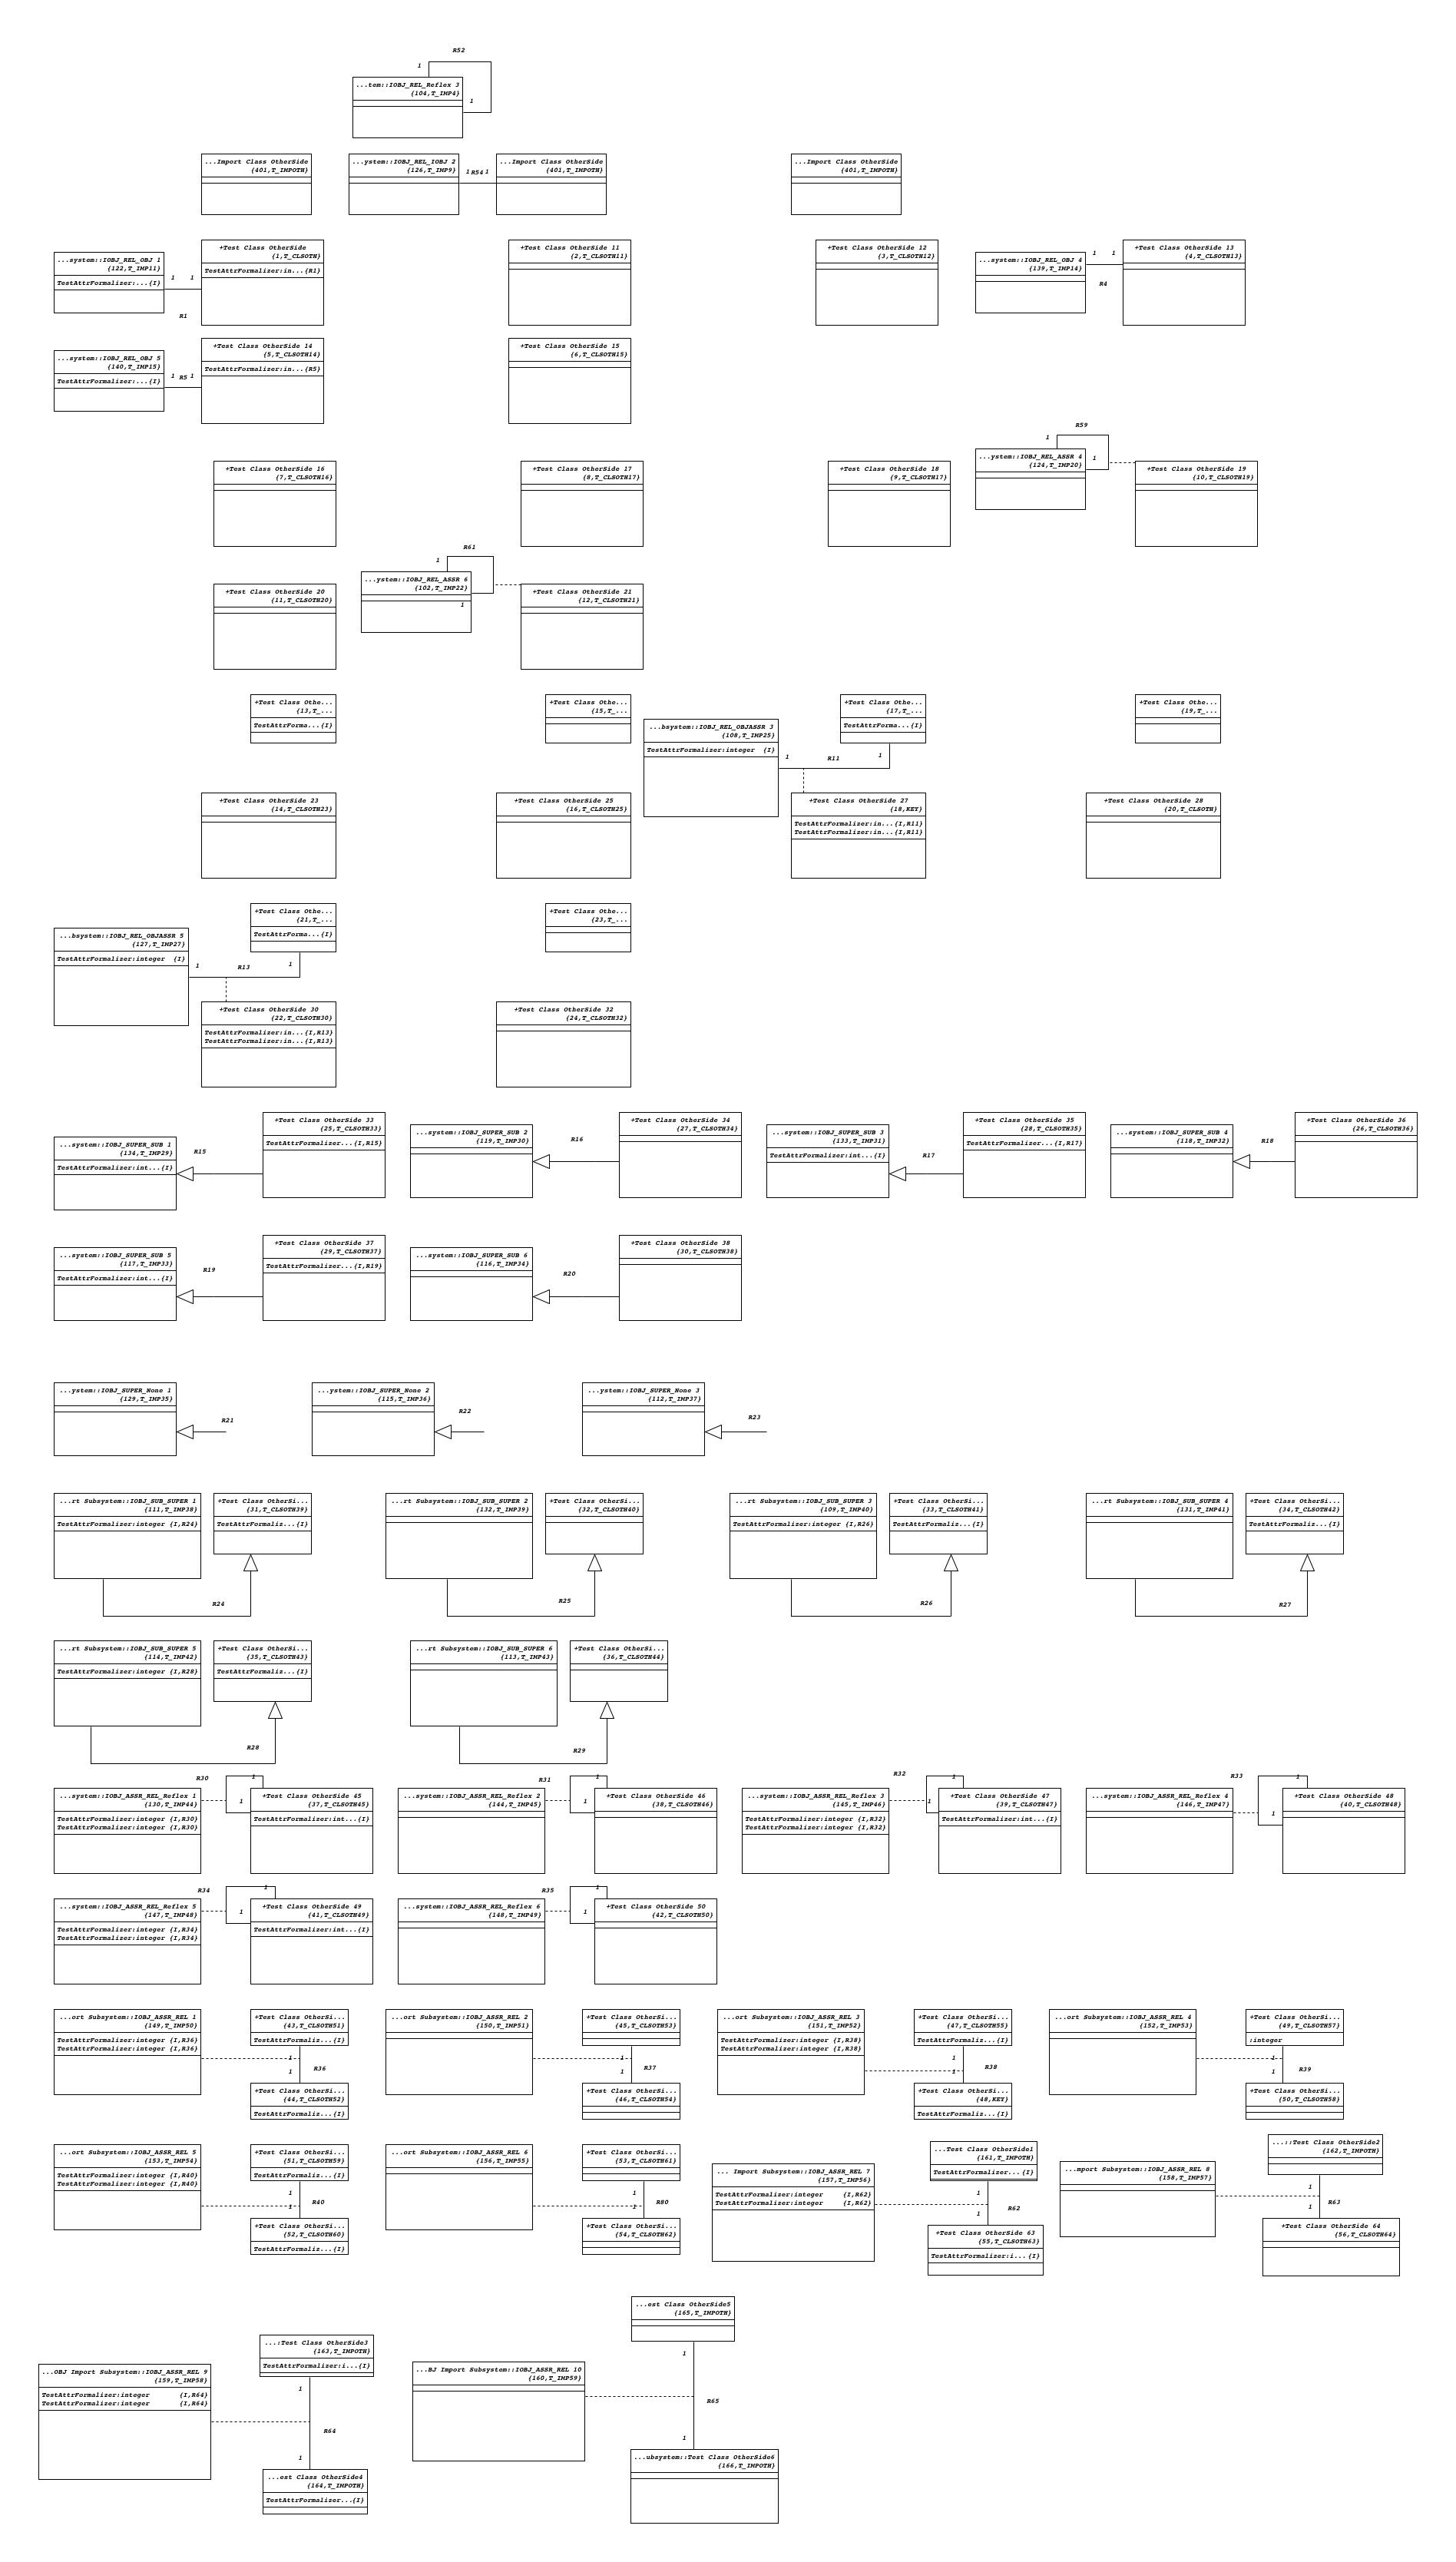 R52
1
...tem::IOBJ_REL_Reflex 3
{104,T_IMP4}
1
...Import Class OtherSide
{401,T_IMPOTH}
...ystem::IOBJ_REL_IOBJ 2
{126,T_IMP9}
1 R54 1
...Import Class OtherSide
{401,T_IMPOTH}
...Import Class OtherSide
{401,T_IMPOTH}
...system::IOBJ_REL_OBJ 1
{122,T_IMP11}
TestAttrFormalizer:...{I}
1 1
R1
+Test Class OtherSide
{1,T_CLSOTH}
TestAttrFormalizer:in...{R1}
+Test Class OtherSide 11
{2,T_CLSOTH11}
+Test Class OtherSide 12
{3,T_CLSOTH12}
...system::IOBJ_REL_OBJ 4
{139,T_IMP14}
1 1
R4
+Test Class OtherSide 13
{4,T_CLSOTH13}
...system::IOBJ_REL_OBJ 5
{140,T_IMP15}
TestAttrFormalizer:...{I}
1 R5 1
+Test Class OtherSide 14
{5,T_CLSOTH14}
TestAttrFormalizer:in...{R5}
+Test Class OtherSide 15
{6,T_CLSOTH15}
+Test Class OtherSide 16
{7,T_CLSOTH16}
+Test Class OtherSide 17
{8,T_CLSOTH17}
+Test Class OtherSide 18
{9,T_CLSOTH17}
R59
1
...ystem::IOBJ_REL_ASSR 4
{124,T_IMP20}
1
+Test Class OtherSide 19
{10,T_CLSOTH19}
+Test Class OtherSide 20
{11,T_CLSOTH20}
R61
1
...ystem::IOBJ_REL_ASSR 6
{102,T_IMP22}
1
+Test Class OtherSide 21
{12,T_CLSOTH21}
+Test Class Othe...
{13,T_...
TestAttrForma...{I}
+Test Class Othe...
{15,T_...
...bsystem::IOBJ_REL_OBJASSR 3
{108,T_IMP25}
TestAttrFormalizer:integer {I}
1 R11 1
+Test Class Othe...
{17,T_...
TestAttrForma...{I}
+Test Class Othe...
{19,T_...
+Test Class OtherSide 23
{14,T_CLSOTH23}
+Test Class OtherSide 25
{16,T_CLSOTH25}
+Test Class OtherSide 27
{18,KEY}
TestAttrFormalizer:in...{I,R11}
TestAttrFormalizer:in...{I,R11}
+Test Class OtherSide 28
{20,T_CLSOTH}
...bsystem::IOBJ_REL_OBJASSR 5
{127,T_IMP27}
TestAttrFormalizer:integer {I}
1 R13 1
+Test Class Othe...
{21,T_...
TestAttrForma...{I}
+Test Class Othe...
{23,T_...
+Test Class OtherSide 30
{22,T_CLSOTH30}
TestAttrFormalizer:in...{I,R13}
TestAttrFormalizer:in...{I,R13}
+Test Class OtherSide 32
{24,T_CLSOTH32}
...system::IOBJ_SUPER_SUB 1
{134,T_IMP29}
TestAttrFormalizer:int...{I}
R15
+Test Class OtherSide 33
{25,T_CLSOTH33}
TestAttrFormalizer...{I,R15}
...system::IOBJ_SUPER_SUB 2
{119,T_IMP30}
R16
+Test Class OtherSide 34
{27,T_CLSOTH34}
...system::IOBJ_SUPER_SUB 3
{133,T_IMP31}
TestAttrFormalizer:int...{I}
R17
+Test Class OtherSide 35
{28,T_CLSOTH35}
TestAttrFormalizer...{I,R17}
...system::IOBJ_SUPER_SUB 4
{118,T_IMP32}
R18
+Test Class OtherSide 36
{26,T_CLSOTH36}
...system::IOBJ_SUPER_SUB 5
{117,T_IMP33}
TestAttrFormalizer:int...{I}
R19
+Test Class OtherSide 37
{29,T_CLSOTH37}
TestAttrFormalizer...{I,R19}
...system::IOBJ_SUPER_SUB 6
{116,T_IMP34}
R20
+Test Class OtherSide 38
{30,T_CLSOTH38}
...ystem::IOBJ_SUPER_None 1
{129,T_IMP35}
R21
...ystem::IOBJ_SUPER_None 2
{115,T_IMP36}
R22
...ystem::IOBJ_SUPER_None 3
{112,T_IMP37}
R23
...rt Subsystem::IOBJ_SUB_SUPER 1
{111,T_IMP38}
TestAttrFormalizer:integer {I,R24}
+Test Class OtherSi...
{31,T_CLSOTH39}
TestAttrFormaliz...{I}
R24
...rt Subsystem::IOBJ_SUB_SUPER 2
{132,T_IMP39}
+Test Class OtherSi...
{32,T_CLSOTH40}
R25
...rt Subsystem::IOBJ_SUB_SUPER 3
{109,T_IMP40}
TestAttrFormalizer:integer {I,R26}
+Test Class OtherSi...
{33,T_CLSOTH41}
TestAttrFormaliz...{I}
R26
...rt Subsystem::IOBJ_SUB_SUPER 4
{131,T_IMP41}
+Test Class OtherSi...
{34,T_CLSOTH42}
TestAttrFormaliz...{I}
R27
...rt Subsystem::IOBJ_SUB_SUPER 5
{114,T_IMP42}
TestAttrFormalizer:integer {I,R28}
+Test Class OtherSi...
{35,T_CLSOTH43}
TestAttrFormaliz...{I}
R28
...rt Subsystem::IOBJ_SUB_SUPER 6
{113,T_IMP43}
+Test Class OtherSi...
{36,T_CLSOTH44}
R29
...system::IOBJ_ASSR_REL_Reflex 1
{130,T_IMP44}
TestAttrFormalizer:integer {I,R30}
TestAttrFormalizer:integer {I,R30}
R30
1
1
+Test Class OtherSide 45
{37,T_CLSOTH45}
TestAttrFormalizer:int...{I}
...system::IOBJ_ASSR_REL_Reflex 2
{144,T_IMP45}
R31
1
1
+Test Class OtherSide 46
{38,T_CLSOTH46}
...system::IOBJ_ASSR_REL_Reflex 3
{145,T_IMP46}
TestAttrFormalizer:integer {I,R32}
TestAttrFormalizer:integer {I,R32}
R32
1
1
+Test Class OtherSide 47
{39,T_CLSOTH47}
TestAttrFormalizer:int...{I}
...system::IOBJ_ASSR_REL_Reflex 4
{146,T_IMP47}
R33
1
1
+Test Class OtherSide 48
{40,T_CLSOTH48}
...system::IOBJ_ASSR_REL_Reflex 5
{147,T_IMP48}
TestAttrFormalizer:integer {I,R34}
TestAttrFormalizer:integer {I,R34}
R34
1
1
+Test Class OtherSide 49
{41,T_CLSOTH49}
TestAttrFormalizer:int...{I}
...system::IOBJ_ASSR_REL_Reflex 6
{148,T_IMP49}
R35
1
1
+Test Class OtherSide 50
{42,T_CLSOTH50}
...ort Subsystem::IOBJ_ASSR_REL 1
{149,T_IMP50}
TestAttrFormalizer:integer {I,R36}
TestAttrFormalizer:integer {I,R36}
+Test Class OtherSi...
{43,T_CLSOTH51}
TestAttrFormaliz...{I}
1
1
R36
+Test Class OtherSi...
{44,T_CLSOTH52}
TestAttrFormaliz...{I}
...ort Subsystem::IOBJ_ASSR_REL 2
{150,T_IMP51}
+Test Class OtherSi...
{45,T_CLSOTH53}
1
1
R37
+Test Class OtherSi...
{46,T_CLSOTH54}
...ort Subsystem::IOBJ_ASSR_REL 3
{151,T_IMP52}
TestAttrFormalizer:integer {I,R38}
TestAttrFormalizer:integer {I,R38}
+Test Class OtherSi...
{47,T_CLSOTH55}
TestAttrFormaliz...{I}
1
1
R38
+Test Class OtherSi...
{48,KEY}
TestAttrFormaliz...{I}
...ort Subsystem::IOBJ_ASSR_REL 4
{152,T_IMP53}
+Test Class OtherSi...
{49,T_CLSOTH57}
:integer
1
1
R39
+Test Class OtherSi...
{50,T_CLSOTH58}
...ort Subsystem::IOBJ_ASSR_REL 5
{153,T_IMP54}
TestAttrFormalizer:integer {I,R40}
TestAttrFormalizer:integer {I,R40}
+Test Class OtherSi...
{51,T_CLSOTH59}
TestAttrFormaliz...{I}
1
1
R40
+Test Class OtherSi...
{52,T_CLSOTH60}
TestAttrFormaliz...{I}
...ort Subsystem::IOBJ_ASSR_REL 6
{156,T_IMP55}
+Test Class OtherSi...
{53,T_CLSOTH61}
1
1
R80
+Test Class OtherSi...
{54,T_CLSOTH62}
... Import Subsystem::IOBJ_ASSR_REL 7
{157,T_IMP56}
TestAttrFormalizer:integer {I,R62}
TestAttrFormalizer:integer {I,R62}
...Test Class OtherSide1
{161,T_IMPOTH}
TestAttrFormalizer...{I}
1
1
R62
+Test Class OtherSide 63
{55,T_CLSOTH63}
TestAttrFormalizer:i...{I}
...mport Subsystem::IOBJ_ASSR_REL 8
{158,T_IMP57}
...::Test Class OtherSide2
{162,T_IMPOTH}
1
1
R63
+Test Class OtherSide 64
{56,T_CLSOTH64}
...OBJ Import Subsystem::IOBJ_ASSR_REL 9
{159,T_IMP58}
TestAttrFormalizer:integer {I,R64}
TestAttrFormalizer:integer {I,R64}
...:Test Class OtherSide3
{163,T_IMPOTH}
TestAttrFormalizer:i...{I}
1
R64
1
...est Class OtherSide4
{164,T_IMPOTH}
TestAttrFormalizer...{I}
...BJ Import Subsystem::IOBJ_ASSR_REL 10
{160,T_IMP59}
...est Class OtherSide5
{165,T_IMPOTH}
1
R65
1
...ubsystem::Test Class OtherSide6
{166,T_IMPOTH}